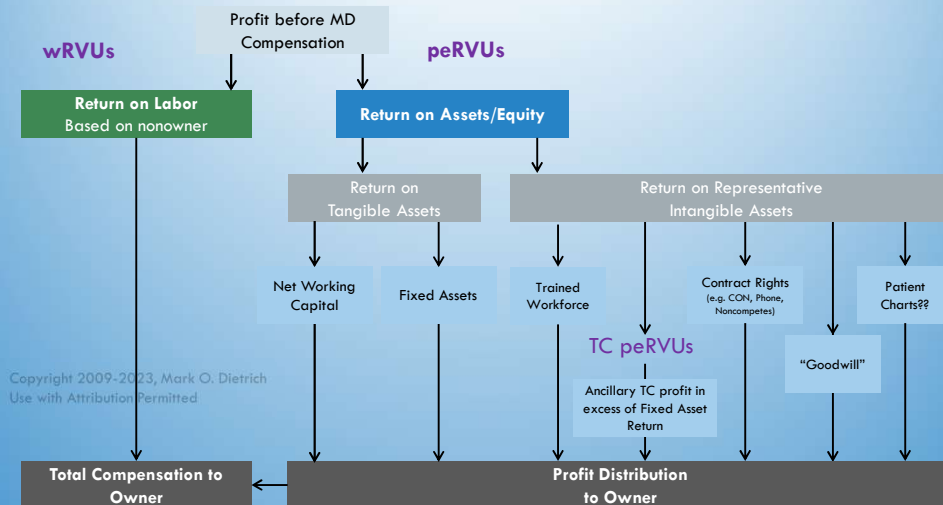 Profit before MD
Compensation
wRVUs
peRVUs
Return on Labor
Based on nonowner
Return on Assets/Equity
Return on
Tangible Assets
Return on Representative
Intangible Assets
Net Working
Capital
Fixed Assets
Trained
Workforce
Contract Rights
(e.g. CON, Phone,
Noncompetes)
Patient
Charts??
TC peRVUs
"Goodwill"
Copyright 2009-2023, Mark O. Dietrich
Use with Attribution Permitted
Ancillary TC profit in
excess of Fixed Asset
Return
Total Compensation to
Owner
Profit Distribution
to Owner